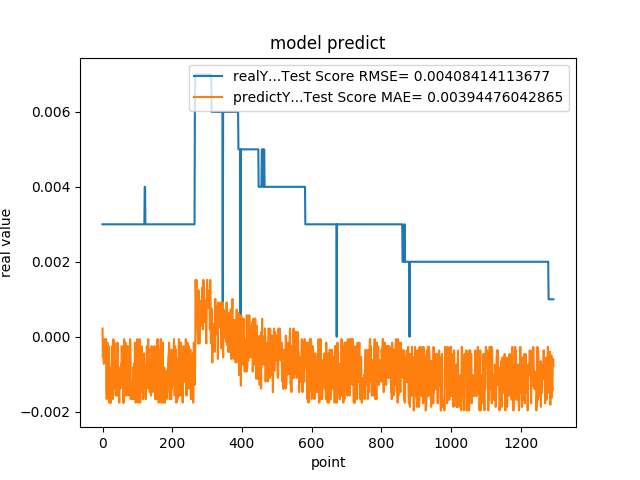 model predict
realY...Test Score RMSE= 0.00408414113677
predictY...Test Score MAE= 0.00394476042865
0.006
0.004
0.002
0.000
−0.002
real value
0 200 400 600 800 1000 1200
point